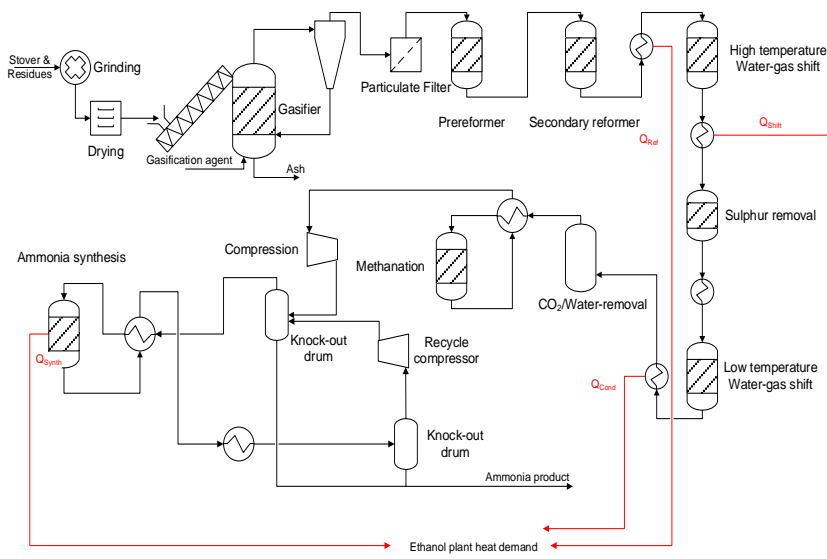 Stover &
Residues
Grinding
Drying
Gasification agent
Gasifier
Ash
Particulate Filter
Prereformer
Secondary reformer
High temperature
Water-gas shift
Q_Ref
Q_Shift
Sulphur removal
Low temperature
Water-gas shift
Q_Cond
CO₂/Water-removal
Methanation
Compression
Ammonia synthesis
Q_Synth
Knock-out
drum
Recycle
compressor
Knock-out
drum
Ammonia product
Ethanol plant heat demand